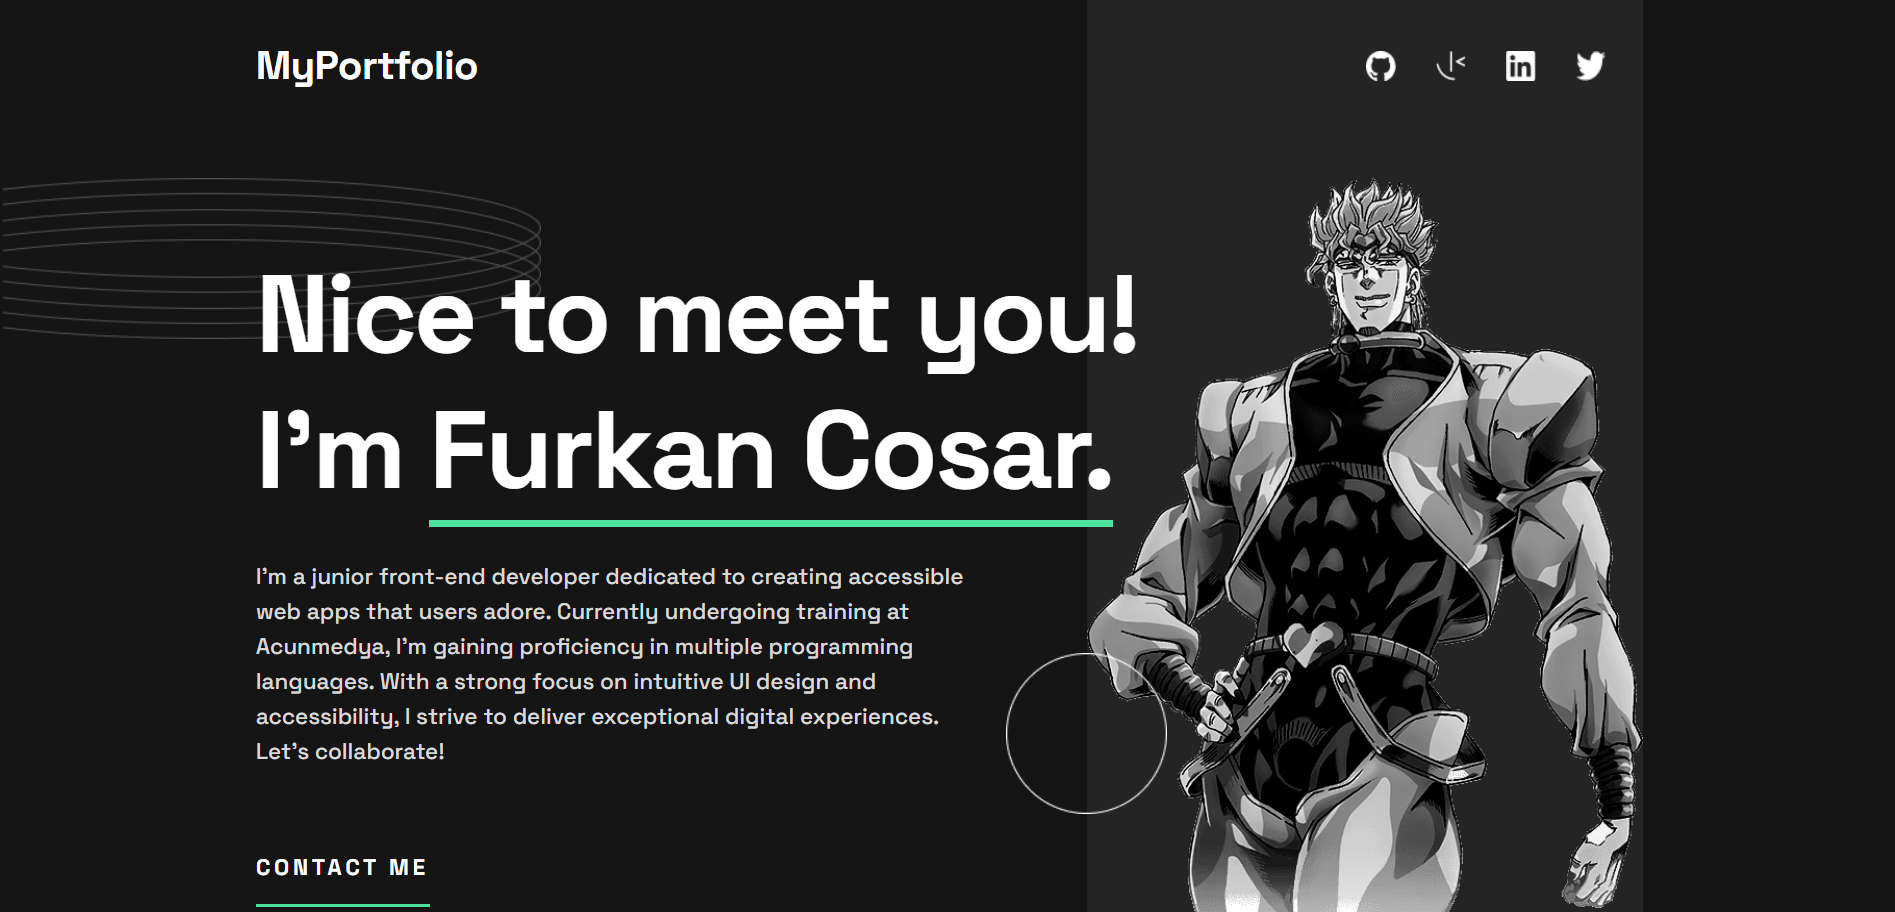 MyPortfolio
Nice to meet you!
I’m Furkan Cosar.
I’m a junior front-end developer dedicated to creating accessible
web apps that users adore. Currently undergoing training at
Acunmedya, I’m gaining proficiency in multiple programming
languages. With a strong focus on intuitive UI design and
accessibility, I strive to deliver exceptional digital experiences.
Let’s collaborate!
CONTACT ME